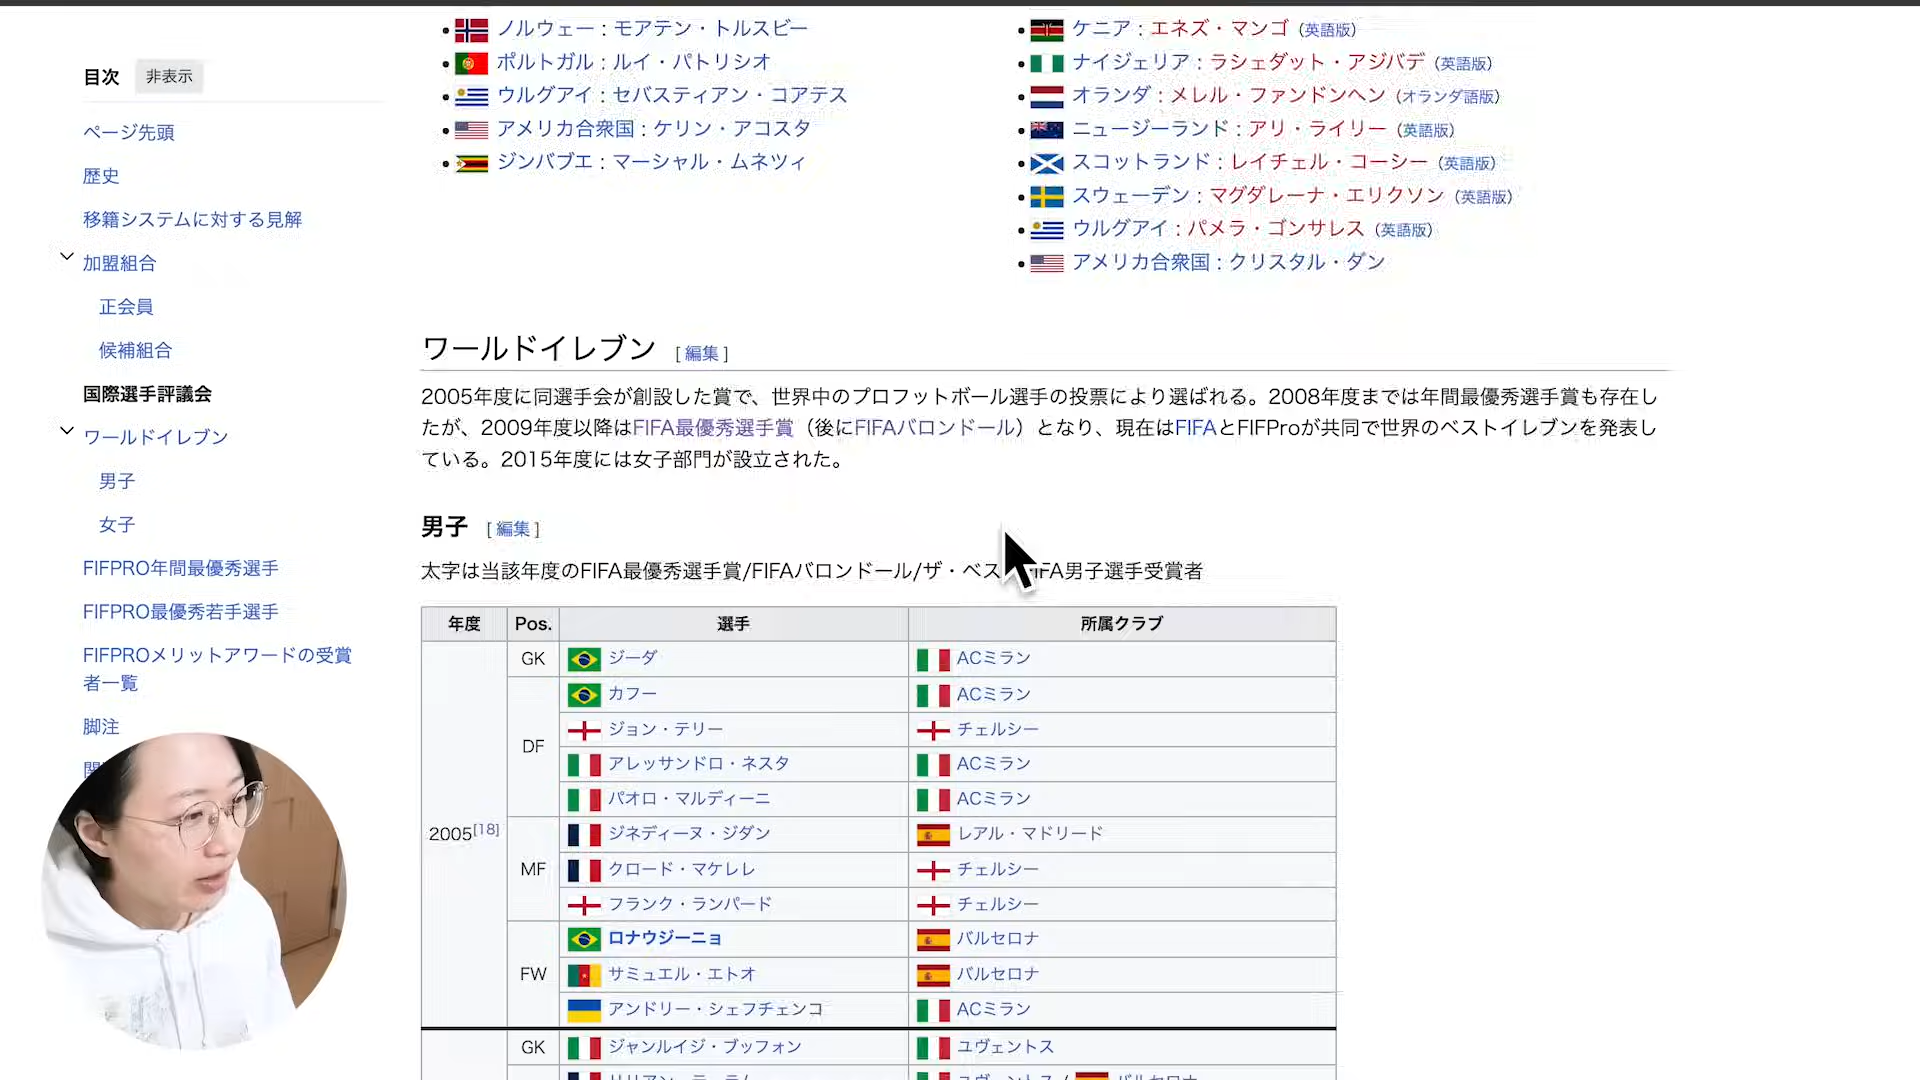 目次 非表示
ページ先頭
歴史
移籍システムに対する見解
加盟組合
正会員
候補組合
国際選手評議会
ワールドイレブン
男子
女子
FIFPRO年間最優秀選手
FIFPRO最優秀若手選手
FIFPROメリットアワードの受賞
者一覧
脚注
ノルウェー : モアテン・トルスビー
ポルトガル : ルイ・パトリシオ
ウルグアイ : セバスティアン・コアテス
アメリカ合衆国 : ケリン・アコスタ
ジンバブエ : マーシャル・ムネツィ
ケニア : エネズ・マンゴ (英語版)
ナイジェリア : ラシェダット・アジバデ (英語版)
オランダ : メレル・ファンドンヘン (オランダ語版)
ニュージーランド : アリ・ライリー (英語版)
スコットランド : レイチェル・コーシー (英語版)
スウェーデン : マグダレーナ・エリクソン (英語版)
ウルグアイ : パメラ・ゴンサレス (英語版)
アメリカ合衆国 : クリスタル・ダン
ワールドイレブン [ 編集 ]
2005年度に同選手会が創設した賞で、世界中のプロフットボール選手の投票により選ばれる。2008年度までは年間最優秀選手賞も存在し
たが、2009年度以降はFIFA最優秀選手賞（後にFIFAバロンドール）となり、現在はFIFAとFIFProが共同で世界のベストイレブンを発表し
ている。2015年度には女子部門が設立された。
男子 [ 編集 ]
太字は当該年度のFIFA最優秀選手賞/FIFAバロンドール/ザ・ベス FA男子選手受賞者
年度 Pos. 選手 所属クラブ
2005[18]
GK ジーダ ACミラン
DF
カフー ACミラン
ジョン・テリー チェルシー
アレッサンドロ・ネスタ ACミラン
パオロ・マルディーニ ACミラン
MF
ジネディーヌ・ジダン レアル・マドリード
クロード・マケレレ チェルシー
フランク・ランパード チェルシー
FW
ロナウジーニョ バルセロナ
サミュエル・エトオ バルセロナ
アンドリー・シェフチェンコ ACミラン
GK ジャンルイジ・ブッフォン ユヴェントス